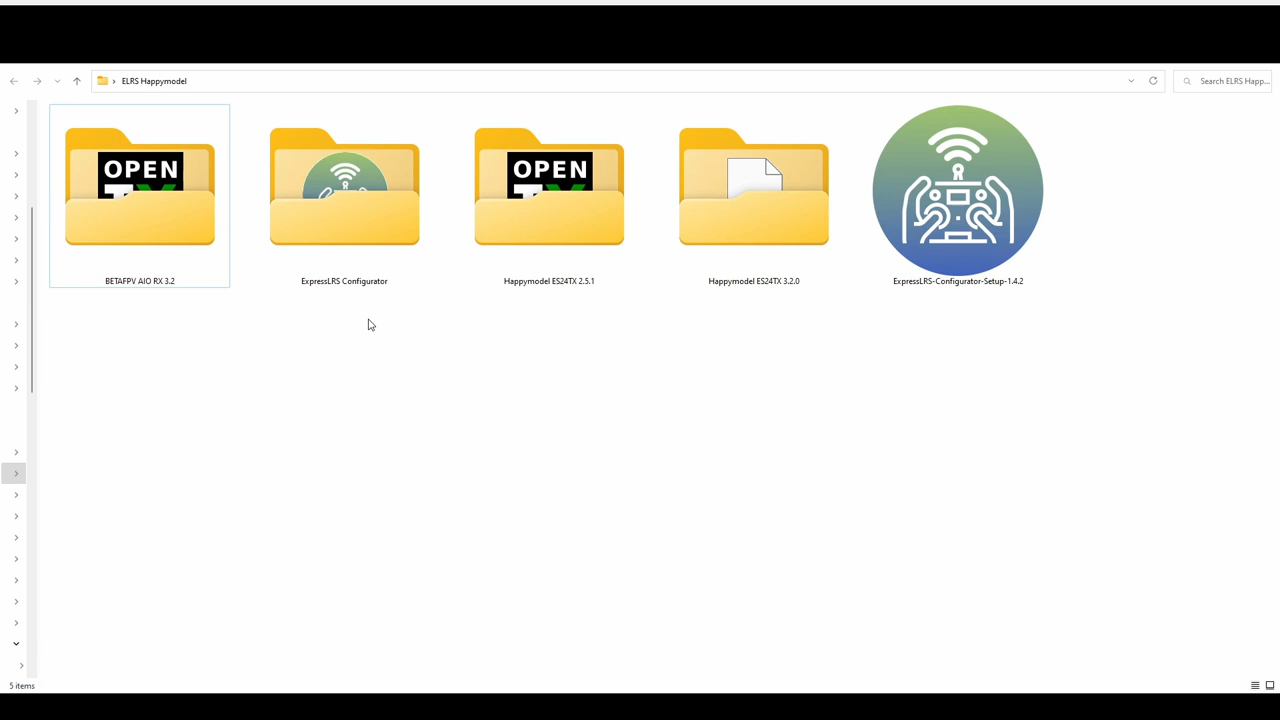 ELRS Happymodel
Search ELRS Happ...
OPEN
OPEN
BETAFPV AIO RX 3.2
ExpressLRS Configurator
Happymodel ES24TX 2.5.1
Happymodel ES24TX 3.2.0
ExpressLRS-Configurator-Setup-1.4.2
5 items